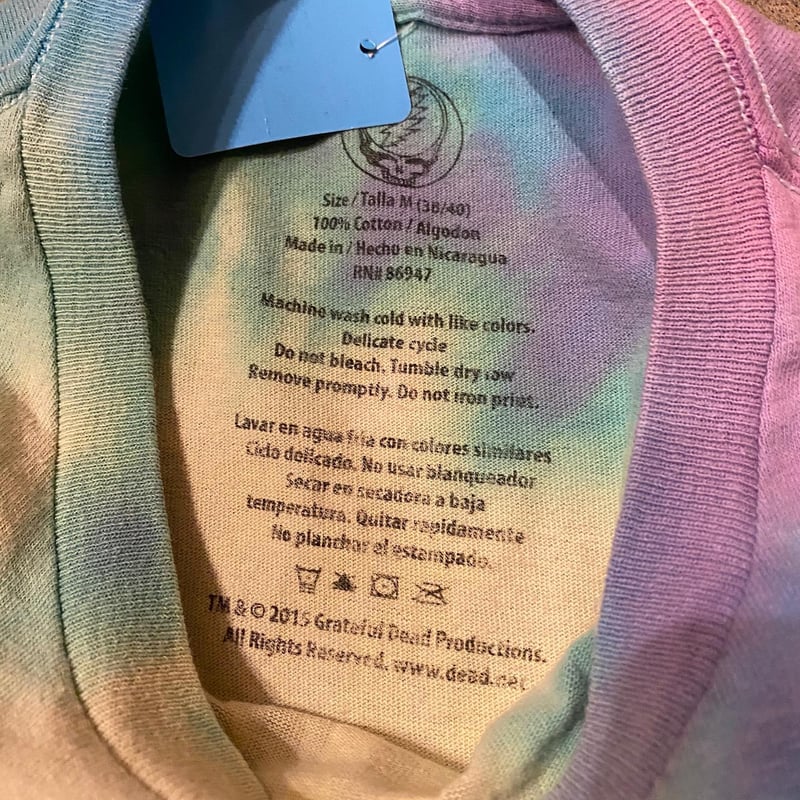 Size / Talla M (38/40)
100% Cotton / Algodon
Made in / Hecho en Nicaragua
RN# 86947
Machine wash cold with like colors.
Delicate cycle
Do not bleach. Tumble dry low
Remove promptly. Do not iron print.
Lavar en agua fria con colores similares
Ciclo delicado. No usar blanqueador
Secar en secadora a baja
temperatura. Quitar rapidamente
No planchar el estampado.
TM & © 2015 Grateful Dead Productions.
All Rights Reserved. www.dead.net